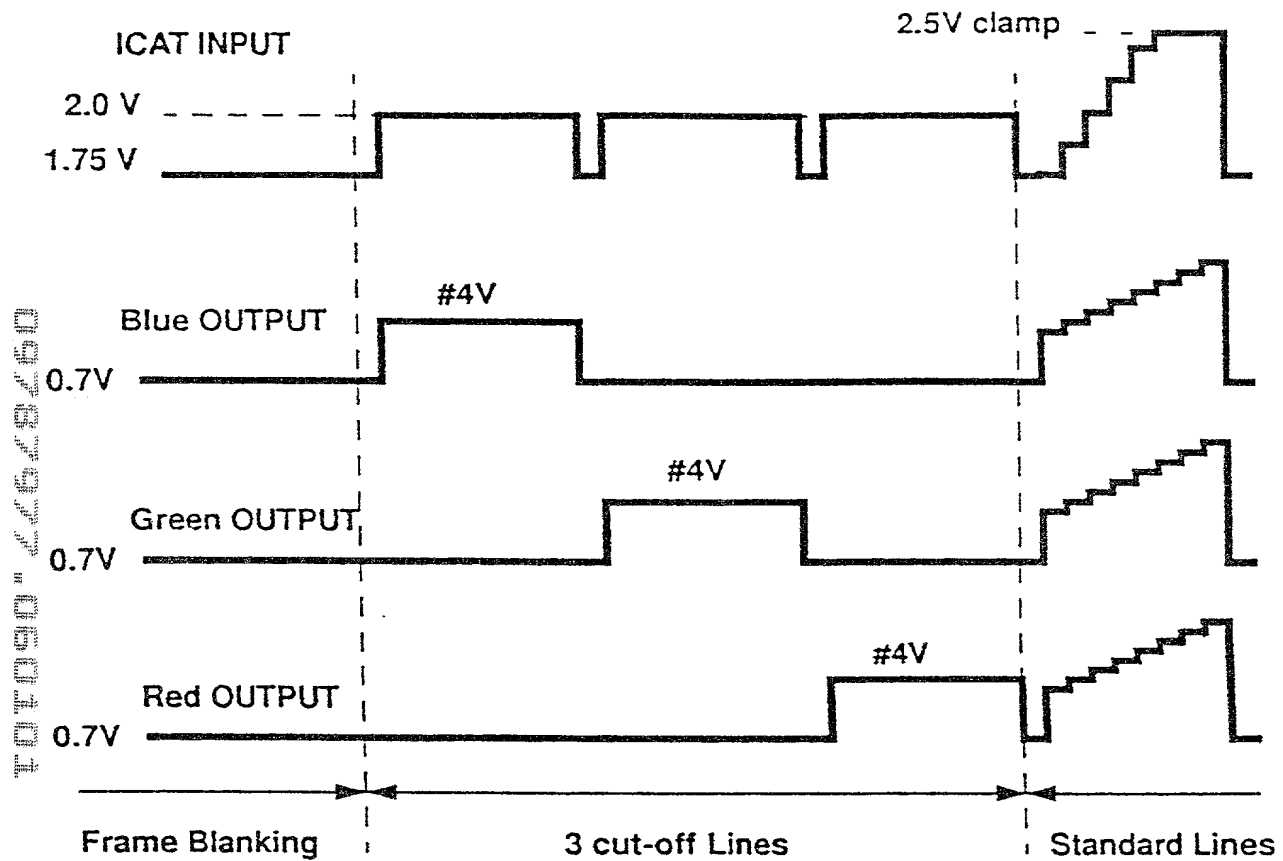 ICAT INPUT
2.5V clamp
2.0 V
1.75 V
#4V
Blue OUTPUT
0.7V
#4V
Green OUTPUT
0.7V
#4V
Red OUTPUT
0.7V
Frame Blanking
3 cut-off Lines
Standard Lines